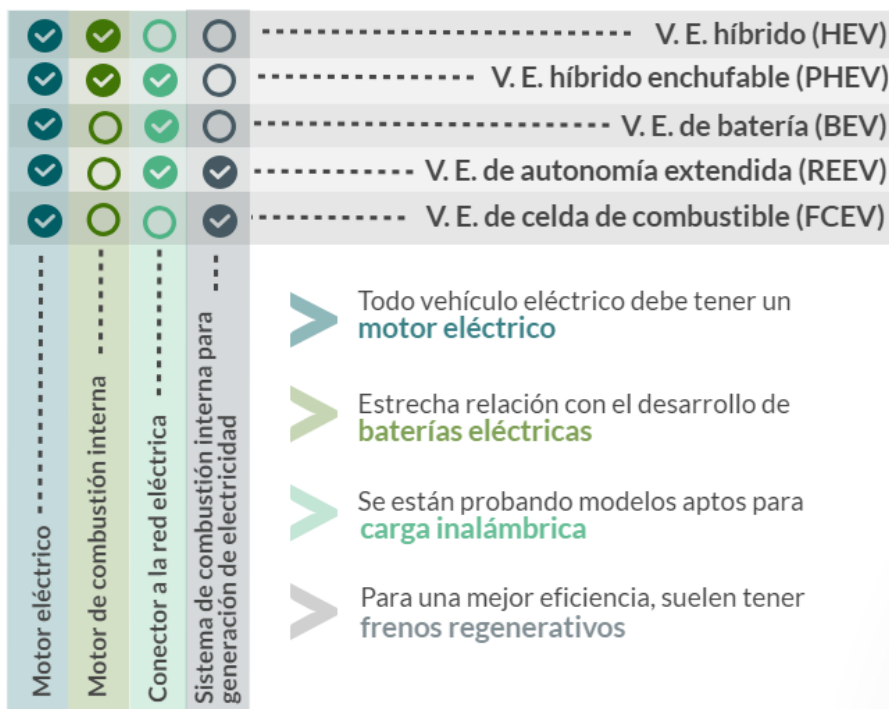 V. E. híbrido (HEV)
V. E. híbrido enchufable (PHEV)
V. E. de batería (BEV)
V. E. de autonomía extendida (REEV)
V. E. de celda de combustible (FCEV)
Motor eléctrico
Motor de combustión interna
Conector a la red eléctrica
Sistema de combustión interna para
generación de electricidad
Todo vehículo eléctrico debe tener un
motor eléctrico
Estrecha relación con el desarrollo de
baterías eléctricas
Se están probando modelos aptos para
carga inalámbrica
Para una mejor eficiencia, suelen tener
frenos regenerativos